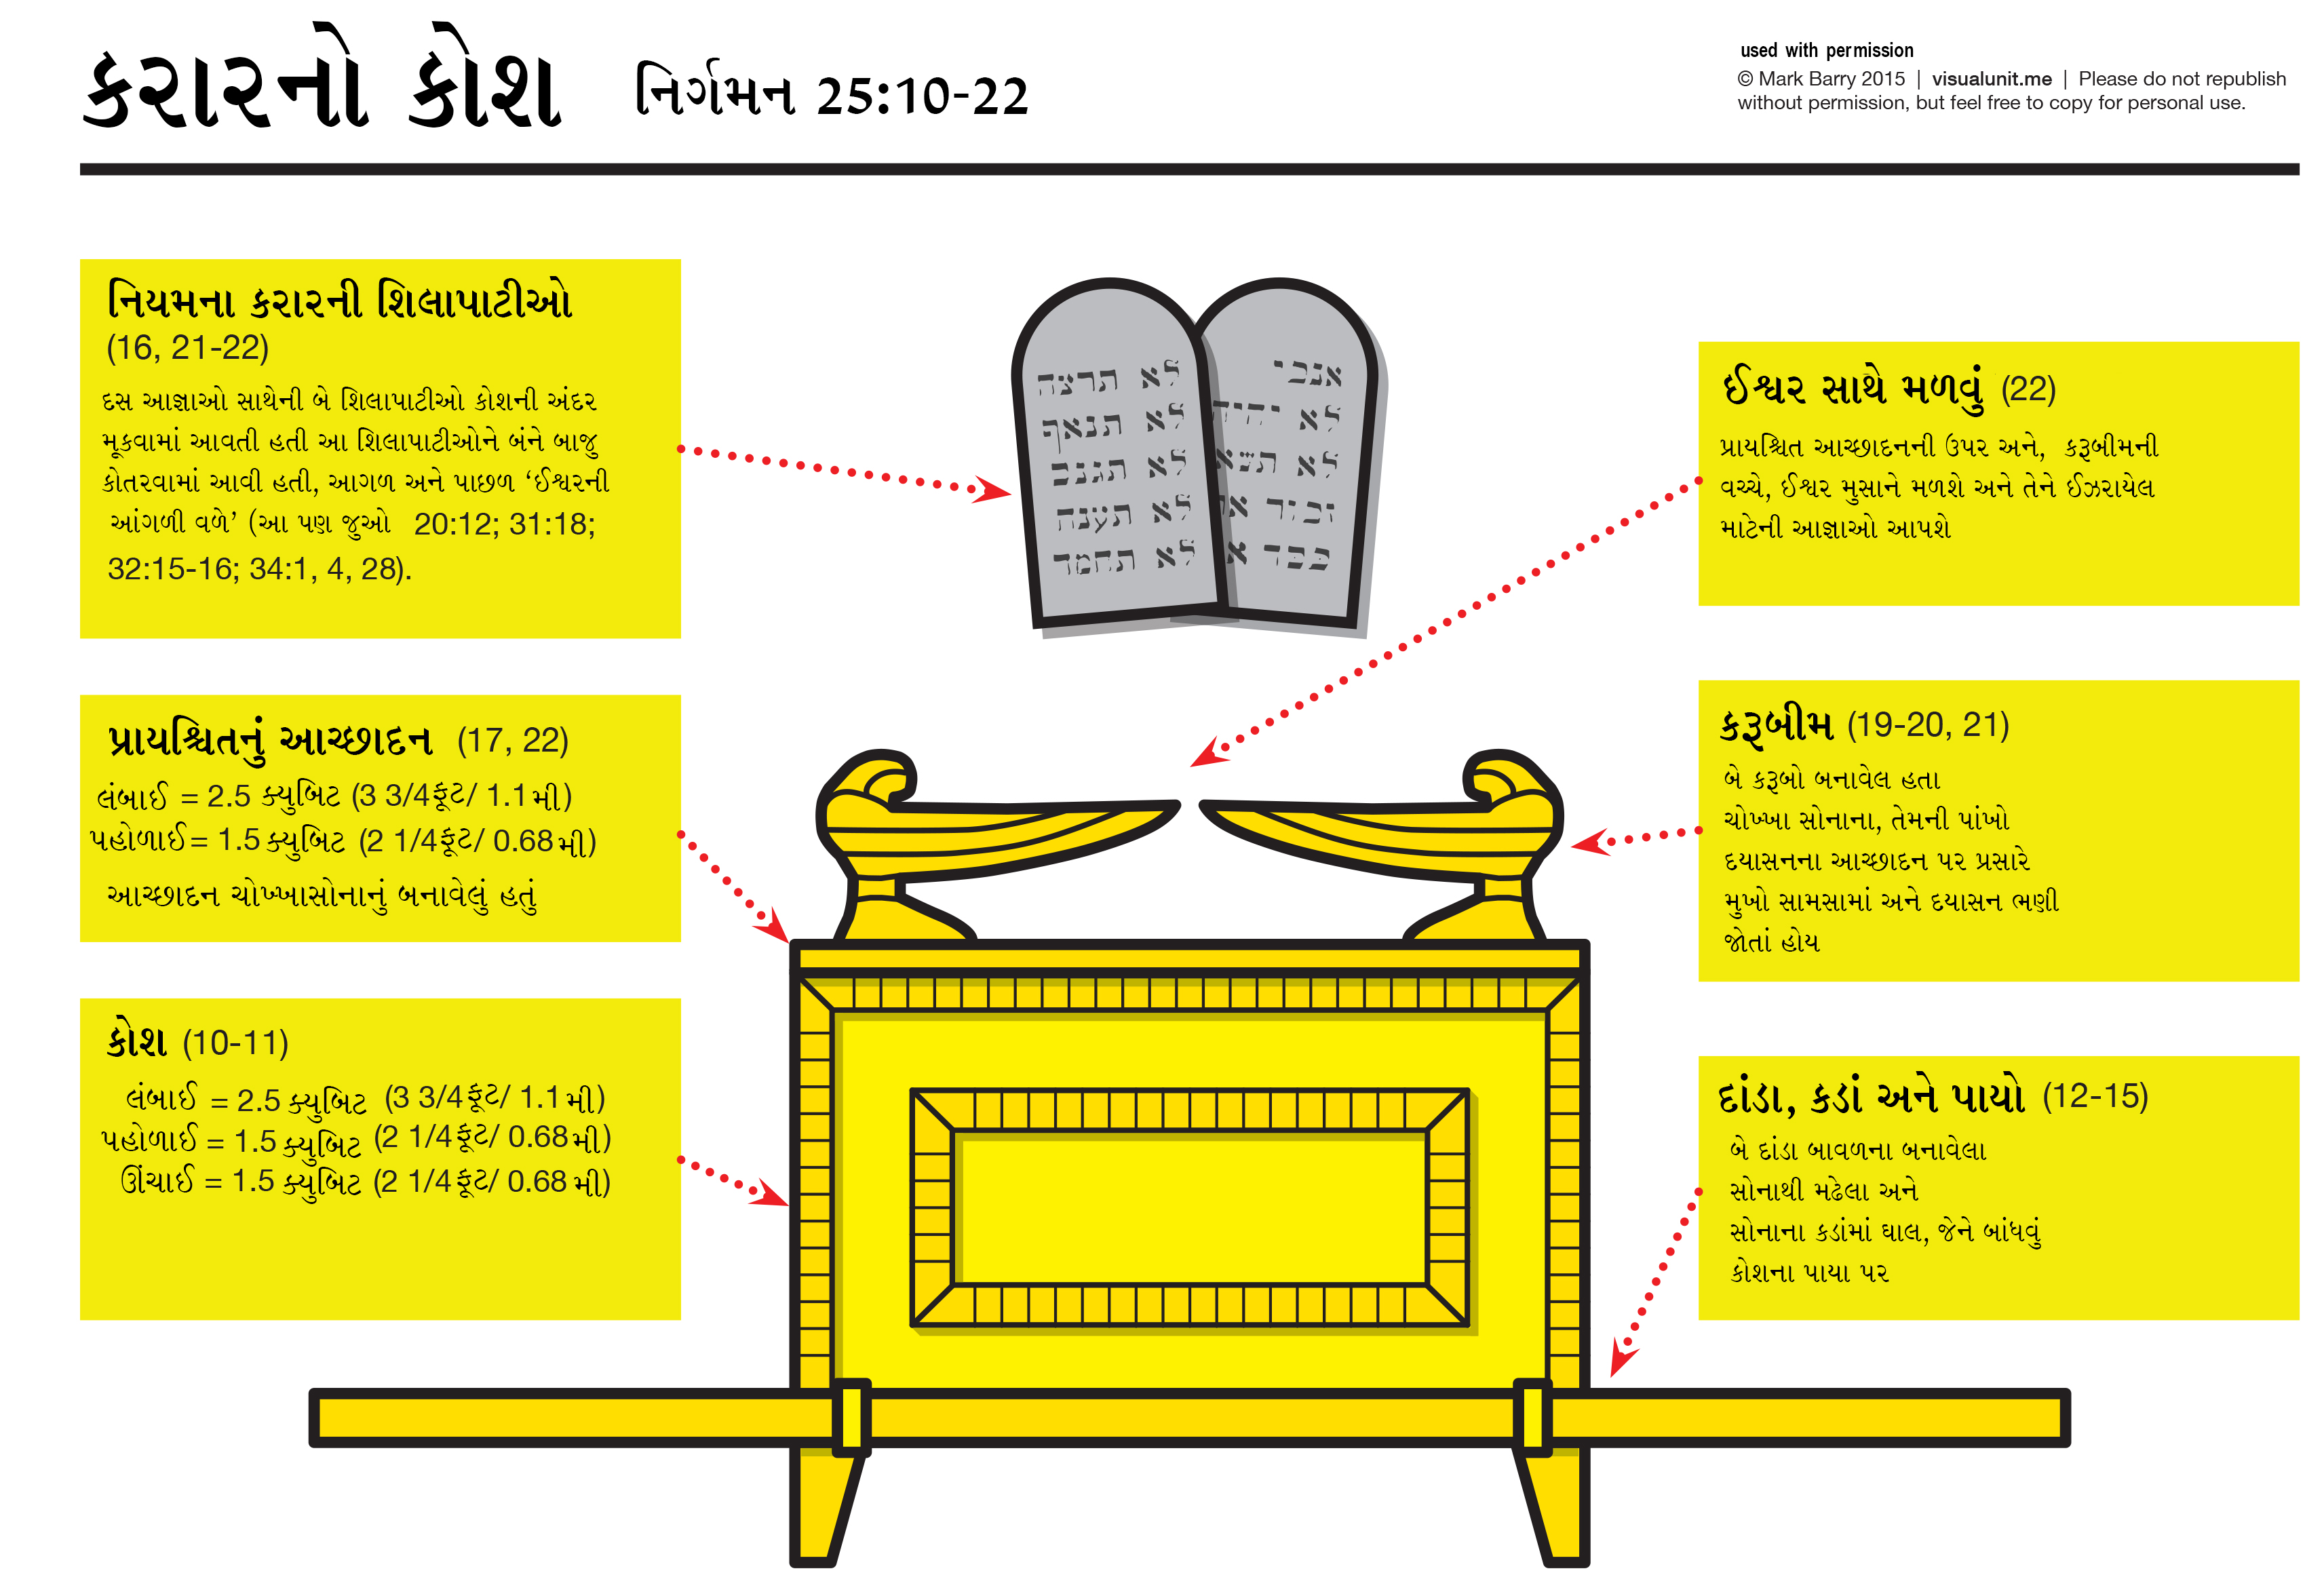 કરારનો કોશ નિર્ગમન 25:10-22
used with permission
© Mark Barry 2015 | visualunit.me | Please do not republish
without permission, but feel free to copy for personal use.
નિયમના કરારની શિલાપાટીઓ
(16, 21-22)
દસ આજ્ઞાઓ સાથેની બે શિલાપાટીઓ કોશની અંદર
મૂકવામાં આવતી હતી આ શિલાપાટીઓને બંને બાજુ
કોતરવામાં આવી હતી, આગળ અને પાછળ ‘ઈશ્વરની
આંગળી વળે’ (આ પણ જુઓ 20:12; 31:18;
32:15-16; 34:1, 4, 28).
לא תרצח
לא תנאף
לא תגנב
לא תענה
לא תחמד
אנכי
לא יהיה
לא תשא
זכור
כבד
ઈશ્વર સાથે મળવું (22)
પ્રાયશ્ચિત આચ્છાદનની ઉપર અને, કરૂબીમની
વચ્ચે, ઈશ્વર મુસાને મળશે અને તેને ઈઝરાયેલ
માટેની આજ્ઞાઓ આપશે
પ્રાયશ્ચિતનું આચ્છાદન (17, 22)
લંબાઈ = 2.5 ક્યુબિટ (3 3/4ફૂટ/ 1.1મી)
પહોળાઈ= 1.5 ક્યુબિટ (2 1/4ફૂટ/ 0.68મી)
આચ્છાદન ચોખ્ખાસોનાનું બનાવેલું હતું
કરૂબીમ (19-20, 21)
બે કરૂબો બનાવેલ હતા
ચોખ્ખા સોનાના, તેમની પાંખો
દયાસનના આચ્છાદન પર પ્રસારે
મુખો સામસામાં અને દયાસન ભણી
જોતાં હોય
કોશ (10-11)
લંબાઈ = 2.5 ક્યુબિટ (3 3/4ફૂટ/ 1.1મી)
પહોળાઈ = 1.5 ક્યુબિટ (2 1/4ફૂટ/ 0.68મી)
ઊંચાઈ = 1.5 ક્યુબિટ (2 1/4ફૂટ/ 0.68મી)
દાંડા, કડાં અને પાયો (12-15)
બે દાંડા બાવળના બનાવેલા
સોનાથી મઢેલા અને
સોનાના કડાંમાં ઘાલ, જેને બાંધવું
કોશના પાયા પર